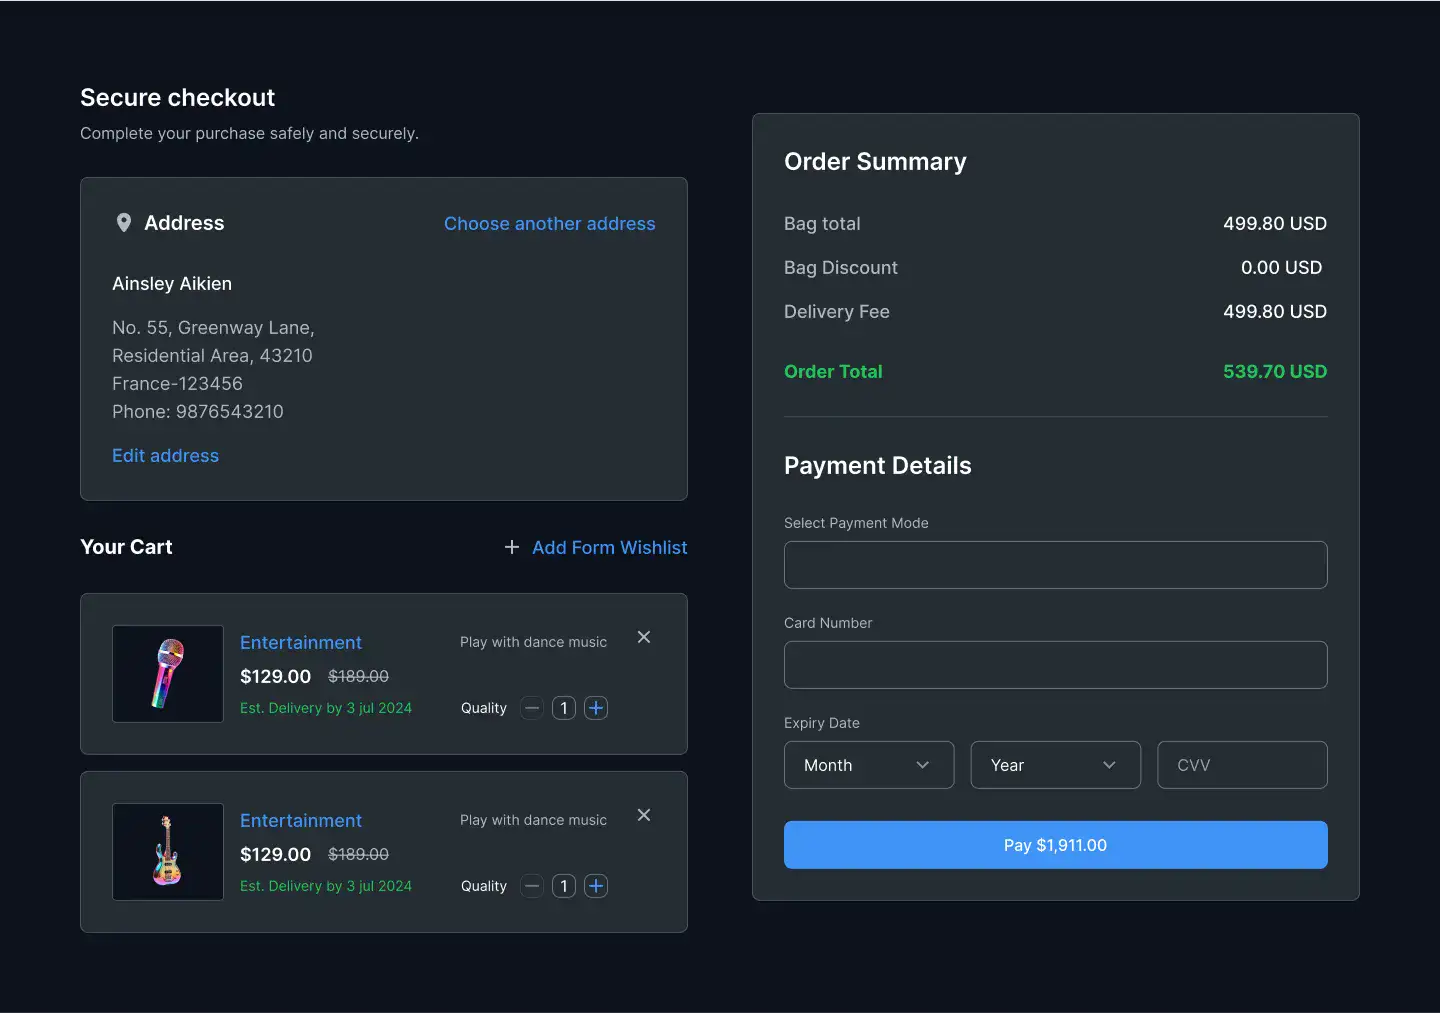 Secure checkout
Complete your purchase safely and securely.
Address
Choose another address
Ainsley Aikien
No. 55, Greenway Lane,
Residential Area, 43210
France-123456
Phone: 9876543210
Edit address
Your Cart
Add Form Wishlist
Entertainment
Play with dance music
$129.00 $189.00
Est. Delivery by 3 jul 2024
Quality 1
Entertainment
Play with dance music
$129.00 $189.00
Est. Delivery by 3 jul 2024
Quality 1
Order Summary
Bag total 499.80 USD
Bag Discount 0.00 USD
Delivery Fee 499.80 USD
Order Total 539.70 USD
Payment Details
Select Payment Mode
Card Number
Expiry Date
Month Year CVV
Pay $1,911.00